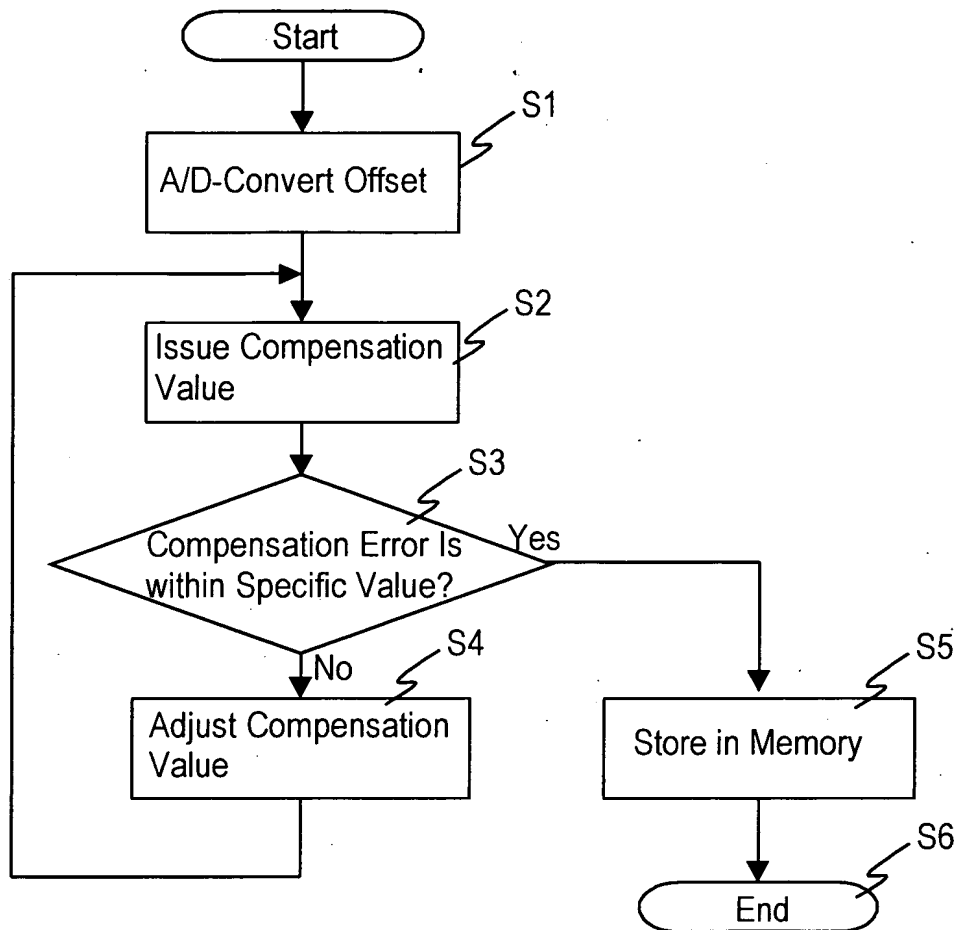 Start
S1
A/D-Convert Offset
S2
Issue Compensation
Value
S3
Compensation Error Is
within Specific Value?
Yes
No
S4
Adjust Compensation
Value
S5
Store in Memory
S6
End